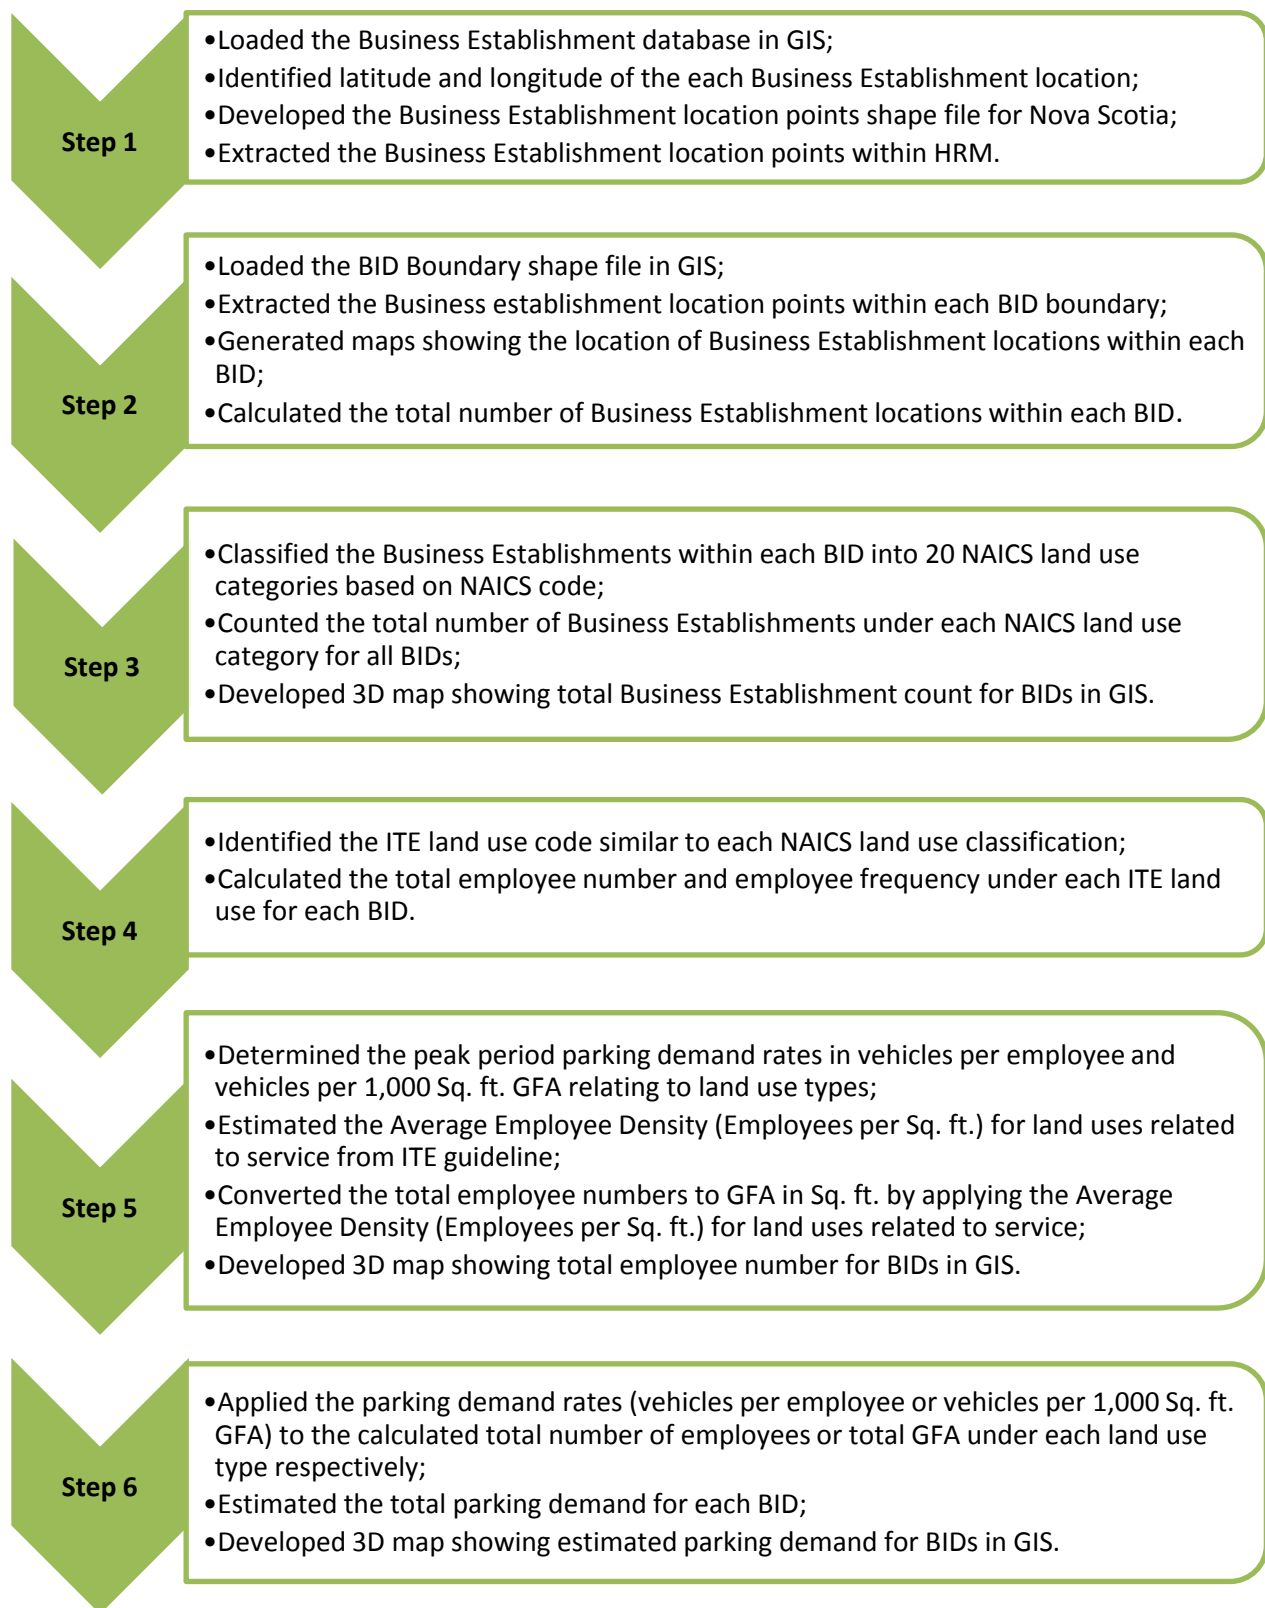 Step 1
•Loaded the Business Establishment database in GIS;
•Identified latitude and longitude of the each Business Establishment location;
•Developed the Business Establishment location points shape file for Nova Scotia;
•Extracted the Business Establishment location points within HRM.
Step 2
•Loaded the BID Boundary shape file in GIS;
•Extracted the Business establishment location points within each BID boundary;
•Generated maps showing the location of Business Establishment locations within each
BID;
•Calculated the total number of Business Establishment locations within each BID.
Step 3
•Classified the Business Establishments within each BID into 20 NAICS land use
categories based on NAICS code;
•Counted the total number of Business Establishments under each NAICS land use
category for all BIDs;
•Developed 3D map showing total Business Establishment count for BIDs in GIS.
Step 4
•Identified the ITE land use code similar to each NAICS land use classification;
•Calculated the total employee number and employee frequency under each ITE land
use for each BID.
Step 5
•Determined the peak period parking demand rates in vehicles per employee and
vehicles per 1,000 Sq. ft. GFA relating to land use types;
•Estimated the Average Employee Density (Employees per Sq. ft.) for land uses related
to service from ITE guideline;
•Converted the total employee numbers to GFA in Sq. ft. by applying the Average
Employee Density (Employees per Sq. ft.) for land uses related to service;
•Developed 3D map showing total employee number for BIDs in GIS.
Step 6
•Applied the parking demand rates (vehicles per employee or vehicles per 1,000 Sq. ft.
GFA) to the calculated total number of employees or total GFA under each land use
type respectively;
•Estimated the total parking demand for each BID;
•Developed 3D map showing estimated parking demand for BIDs in GIS.